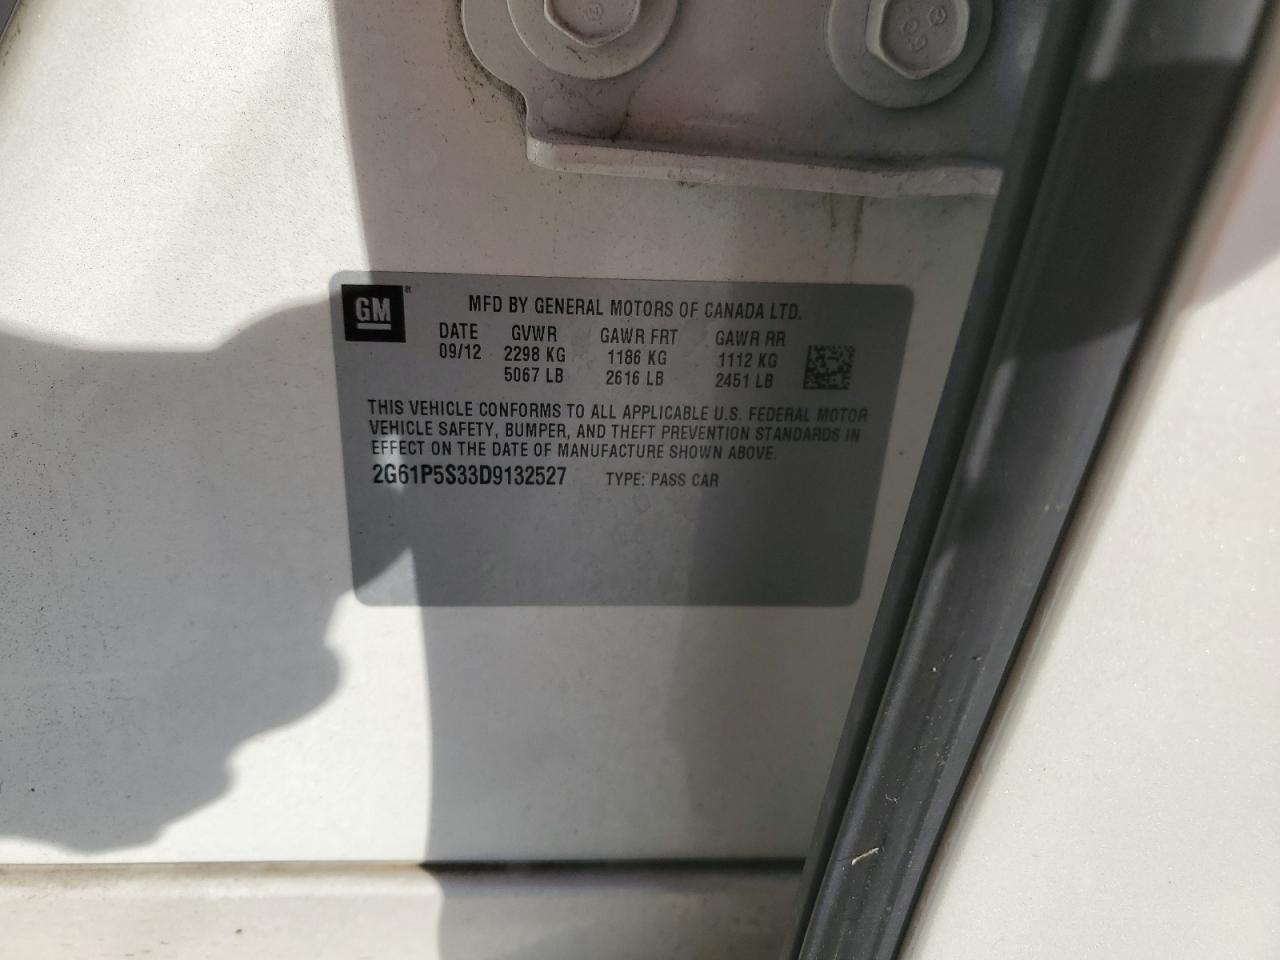 GM
MFD BY GENERAL MOTORS OF CANADA LTD.
DATE GVWR GAWR FRT GAWR RR
09/12 2298 KG 1186 KG 1112 KG
5067 LB 2616 LB 2451 LB
THIS VEHICLE CONFORMS TO ALL APPLICABLE U.S. FEDERAL MOTOR
VEHICLE SAFETY, BUMPER, AND THEFT PREVENTION STANDARDS IN
EFFECT ON THE DATE OF MANUFACTURE SHOWN ABOVE.
2G61P5S33D9132527 TYPE: PASS CAR